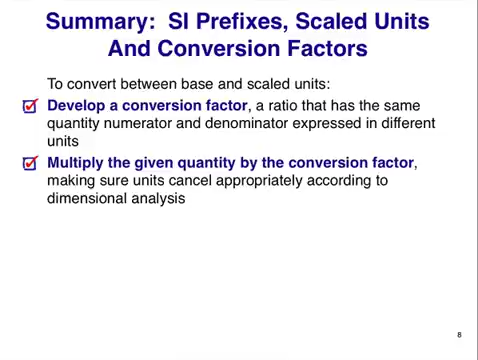 Summary:  SI Prefixes, Scaled Units
And Conversion Factors
To convert between base and scaled units:
Develop a conversion factor, a ratio that has the same
quantity numerator and denominator expressed in different
units
Multiply the given quantity by the conversion factor,
making sure units cancel appropriately according to
dimensional analysis
8